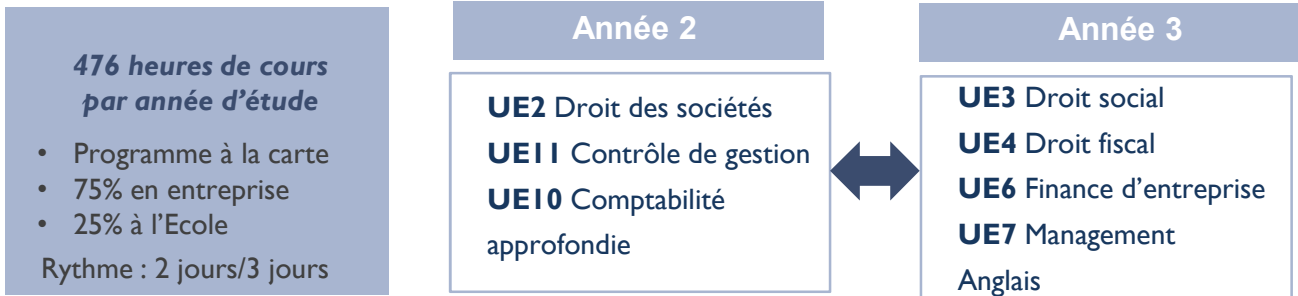 476 heures de cours
par année d’étude
• Programme à la carte
• 75% en entreprise
• 25% à l’Ecole
Rythme : 2 jours/3 jours
Année 2
UE2 Droit des sociétés
UE11 Contrôle de gestion
UE10 Comptabilité
approfondie
Année 3
UE3 Droit social
UE4 Droit fiscal
UE6 Finance d’entreprise
UE7 Management
Anglais